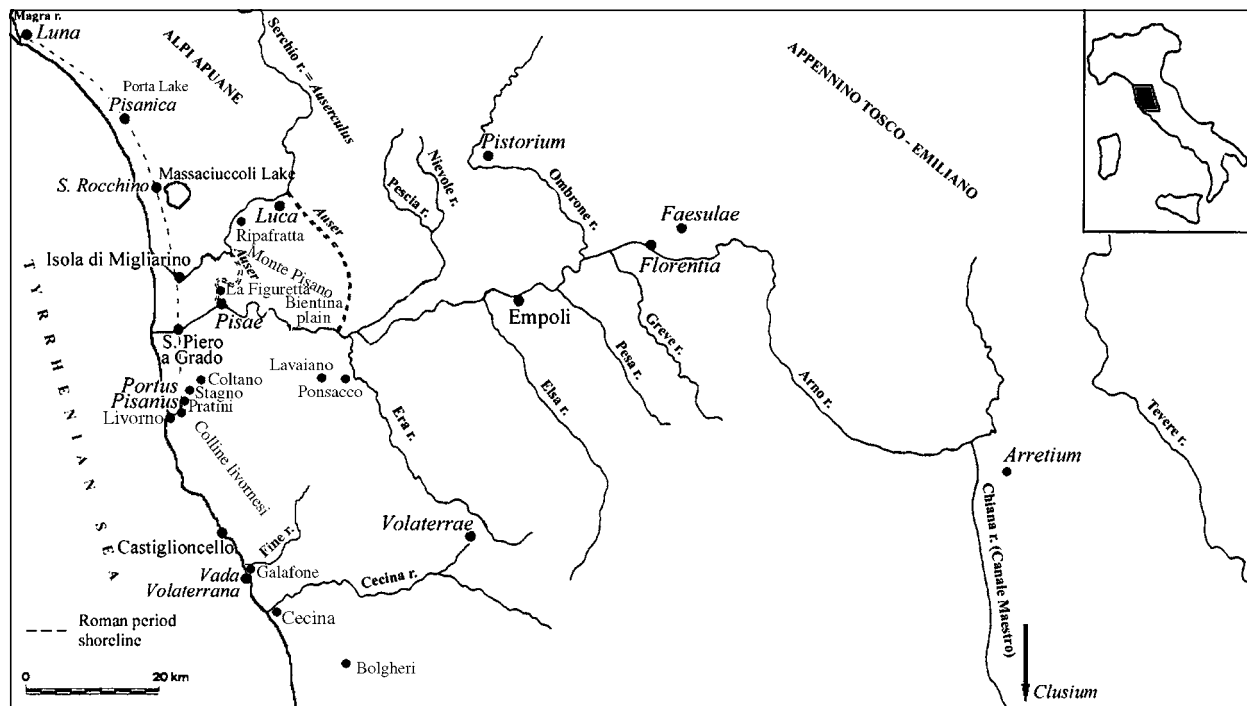 Magra r.
Luna
ALPI APUANE
Serchio r. = Auserculus
APPENNINO TOSCO - EMILIANO
Porta Lake
Pisanica
Pistorium
S. Rocchino
Massaciuccoli Lake
Pescia r.
Nievole r.
Ombrone r.
Luca
Auser
Ripafratta
Faesulae
Florentia
Isola di Migliarino
Auser
Monte Pisano
La Figuretta
Bientina
plain
Pisae
Empoli
TYRRHENIAN SEA
S. Piero
a Grado
Greve r.
Pesa r.
Elsa r.
Arno r.
Tevere r.
Lavaiano
Ponsacco
Coltano
Portus
Pisanus
Stagno
Pratini
Livorno
Era r.
Colline livornesi
Arretium
Volaterrae
Chiana r. (Canale Maestro)
Castiglioncello
Fine r.
Galafone
Vada
Volaterrana
Cecina r.
Cecina
Roman period
shoreline
Bolgheri
0 20 km
Clusium